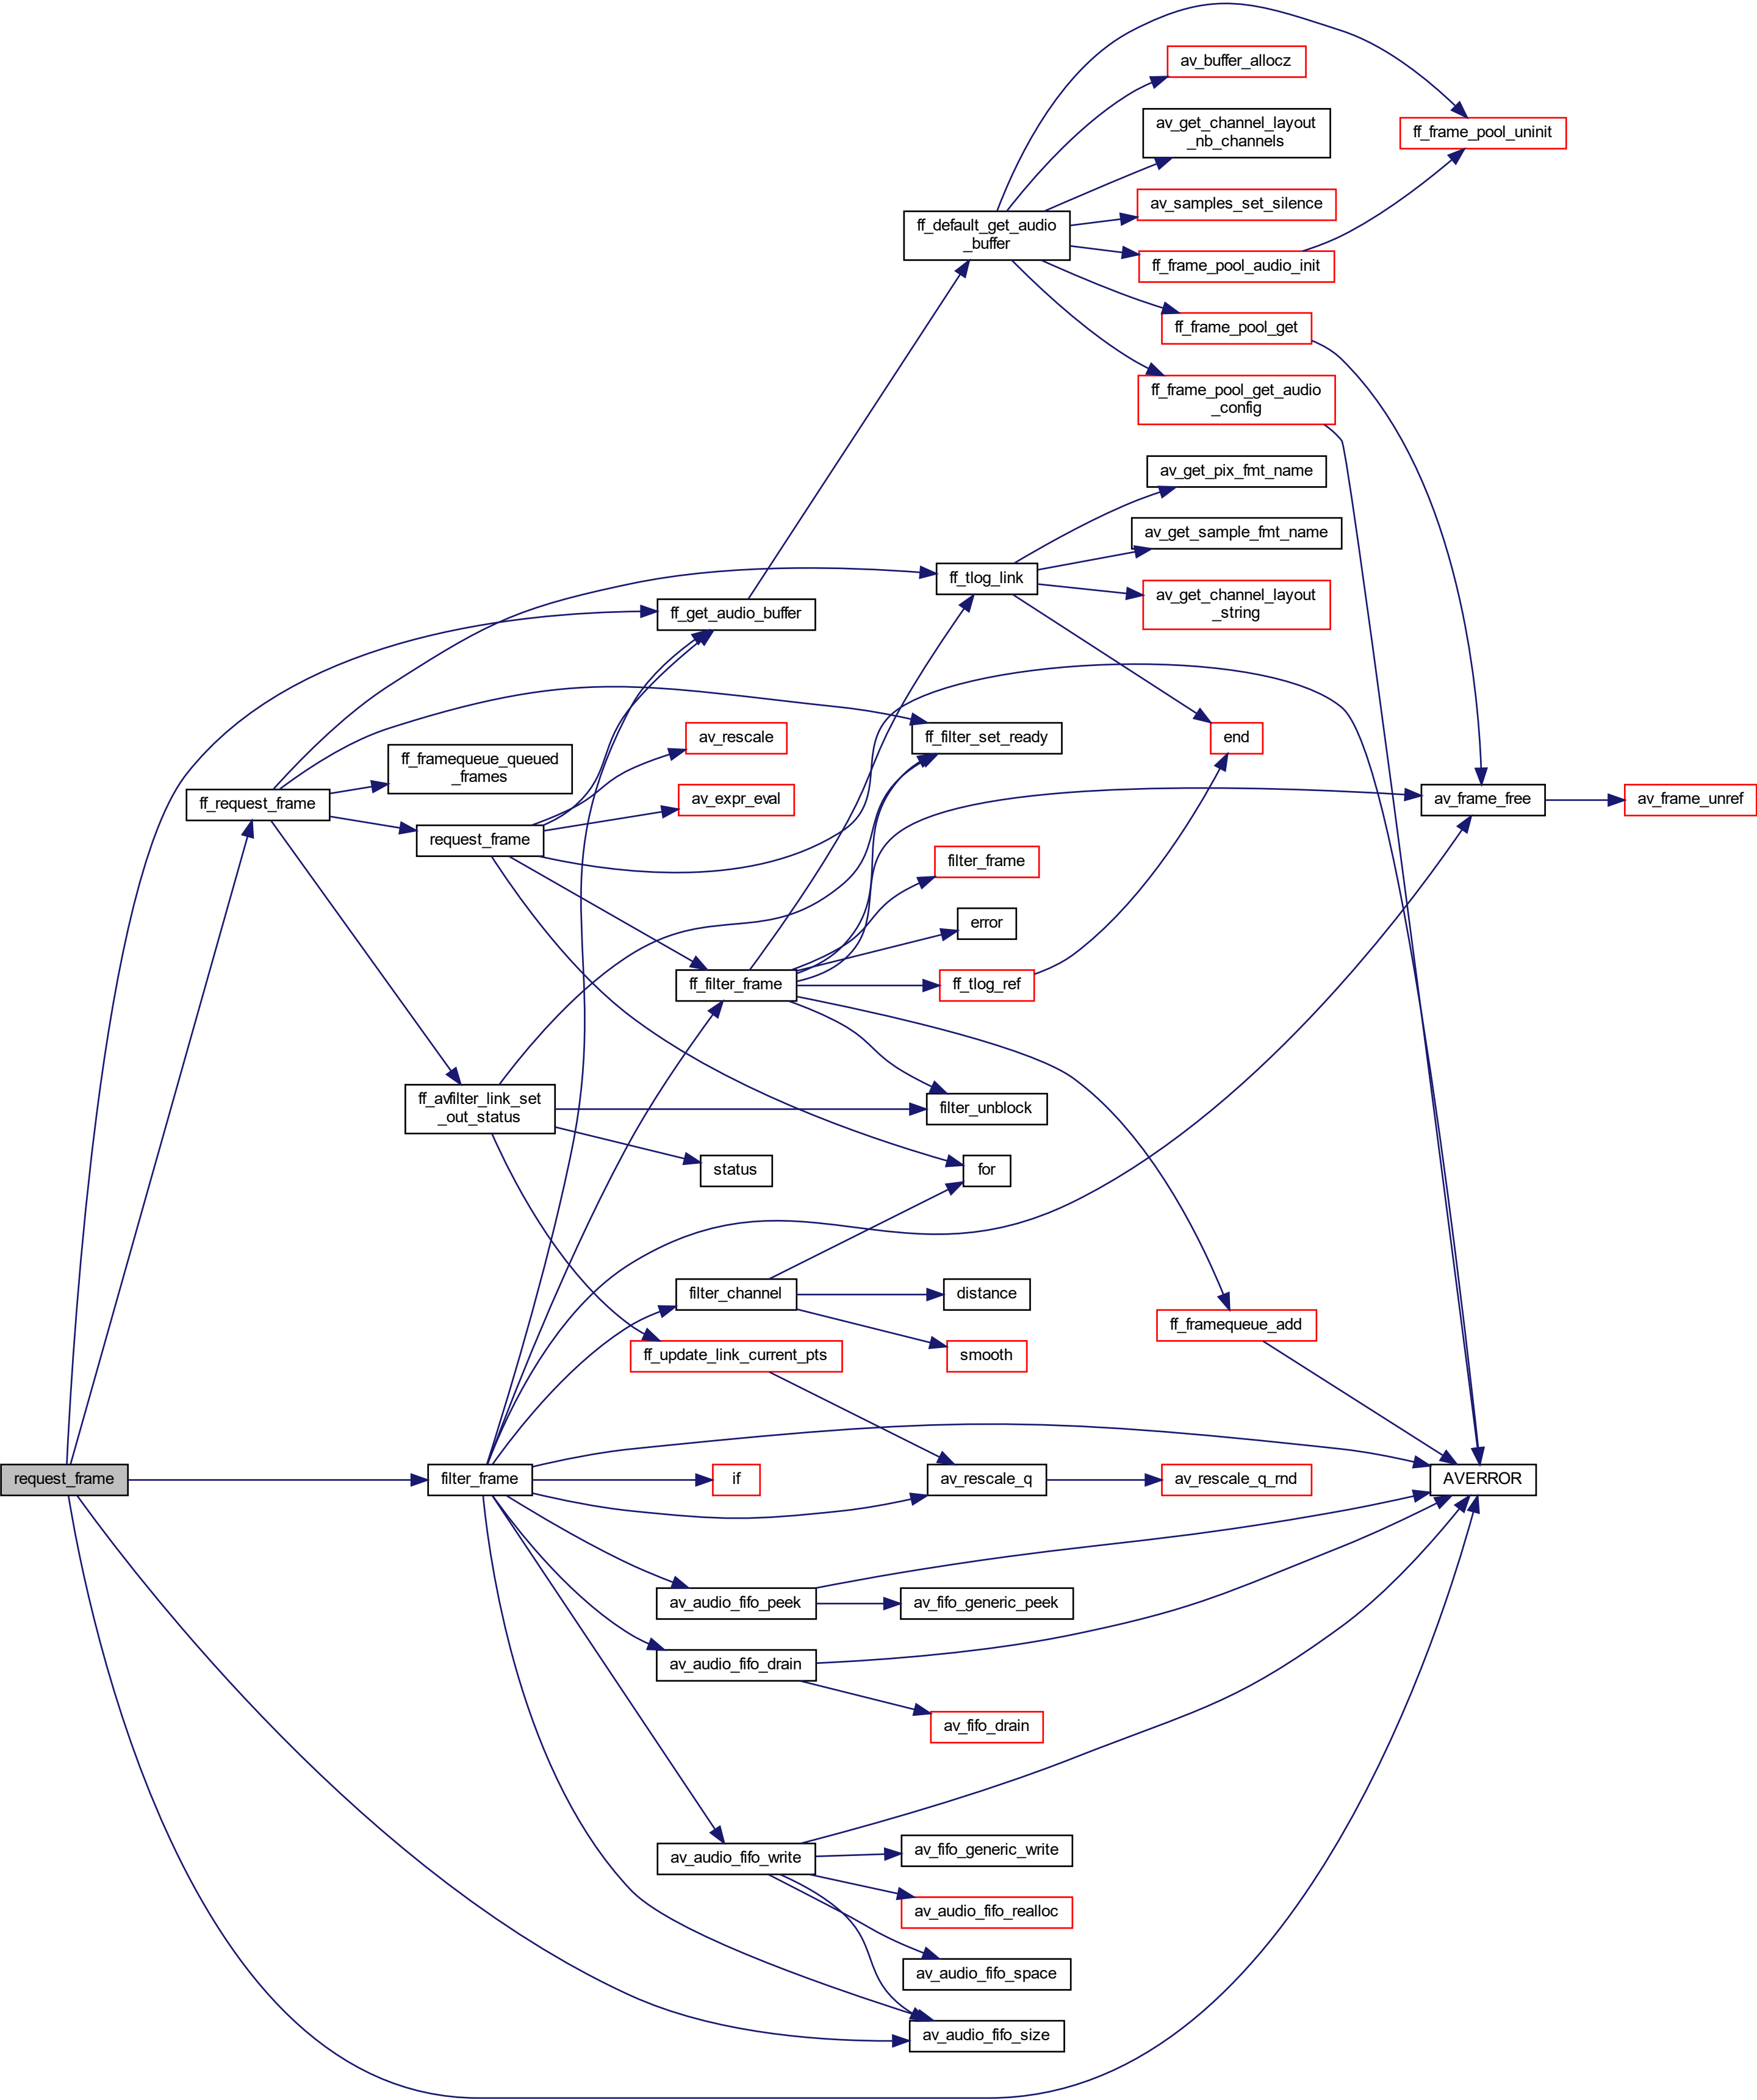 av_buffer_allocz
av_get_channel_layout
_nb_channels
ff_frame_pool_uninit
av_samples_set_silence
ff_default_get_audio
_buffer
ff_frame_pool_audio_init
ff_frame_pool_get
ff_frame_pool_get_audio
_config
av_get_pix_fmt_name
av_get_sample_fmt_name
ff_tlog_link
av_get_channel_layout
_string
ff_get_audio_buffer
av_rescale
ff_filter_set_ready
end
ff_framequeue_queued
_frames
ff_request_frame
av_expr_eval
av_frame_free
av_frame_unref
request_frame
filter_frame
error
ff_filter_frame
ff_tlog_ref
ff_avfilter_link_set
_out_status
filter_unblock
status
for
filter_channel
distance
ff_framequeue_add
ff_update_link_current_pts
smooth
request_frame
filter_frame
if
av_rescale_q
av_rescale_q_rnd
AVERROR
av_audio_fifo_peek
av_fifo_generic_peek
av_audio_fifo_drain
av_fifo_drain
av_audio_fifo_write
av_fifo_generic_write
av_audio_fifo_realloc
av_audio_fifo_space
av_audio_fifo_size